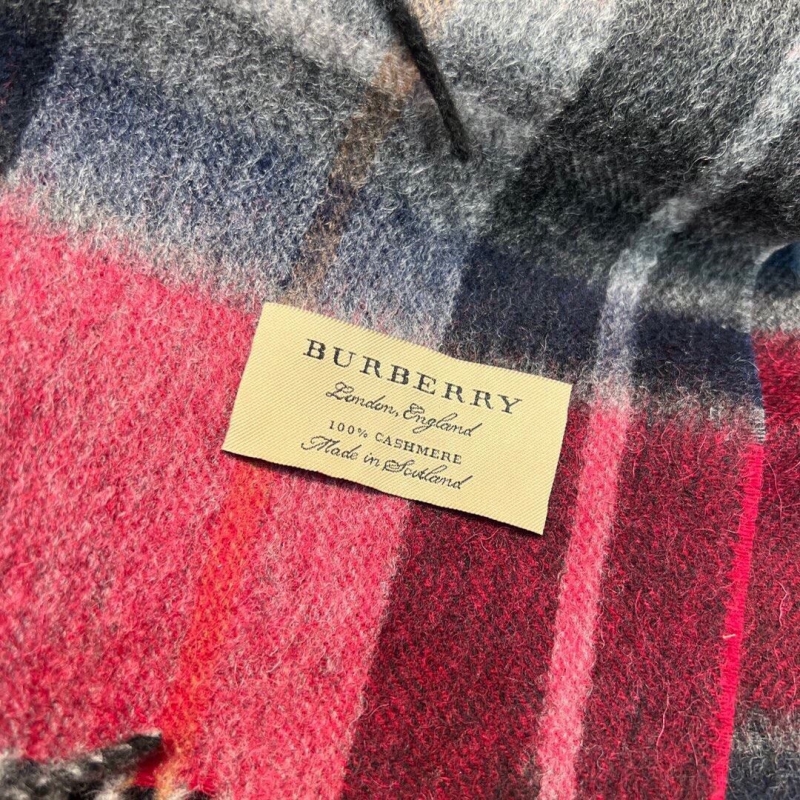 BURBERRY
London, England
100% CASHMERE
Made in Scotland